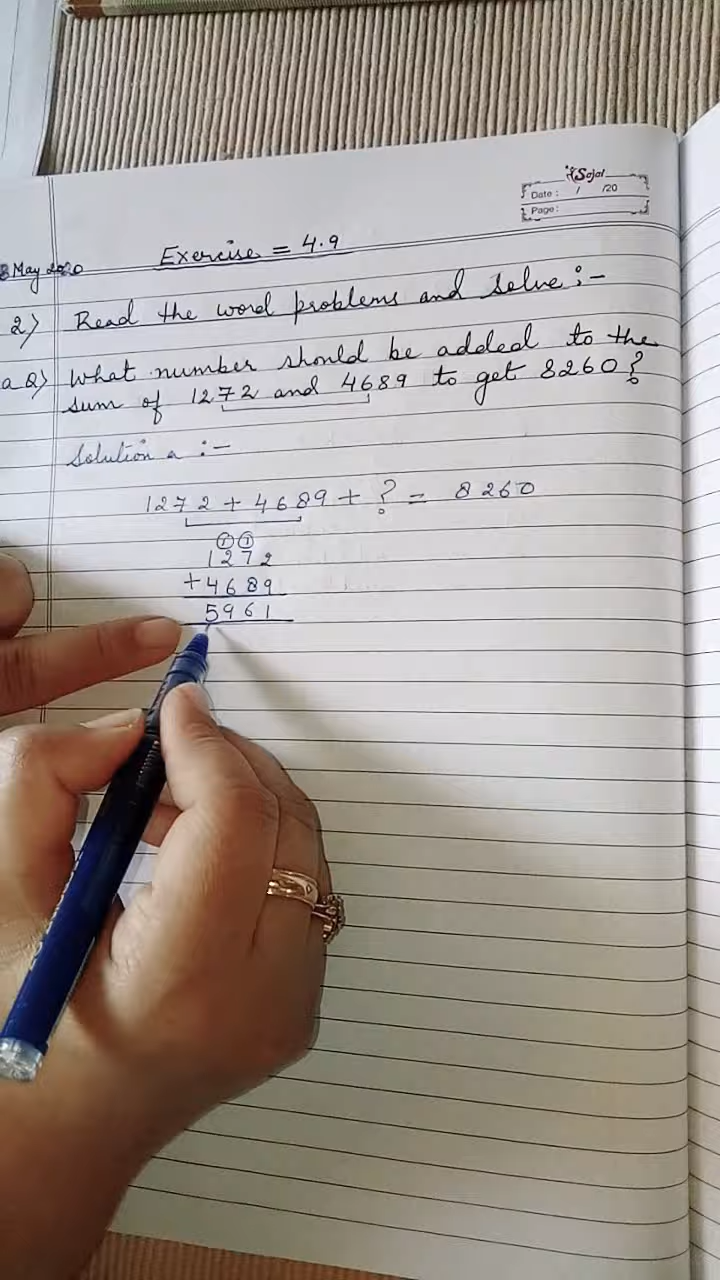 Sojal
Date : / /20
Page :
Exercise = 4.9
May 2020
2) Read the word problems and solve :-
a Q) What number should be added to the
sum of 1272 and 4689 to get 8260?
Solution a :-
1272 + 4689 + ? = 8260
1 1
1272
+4689
5961